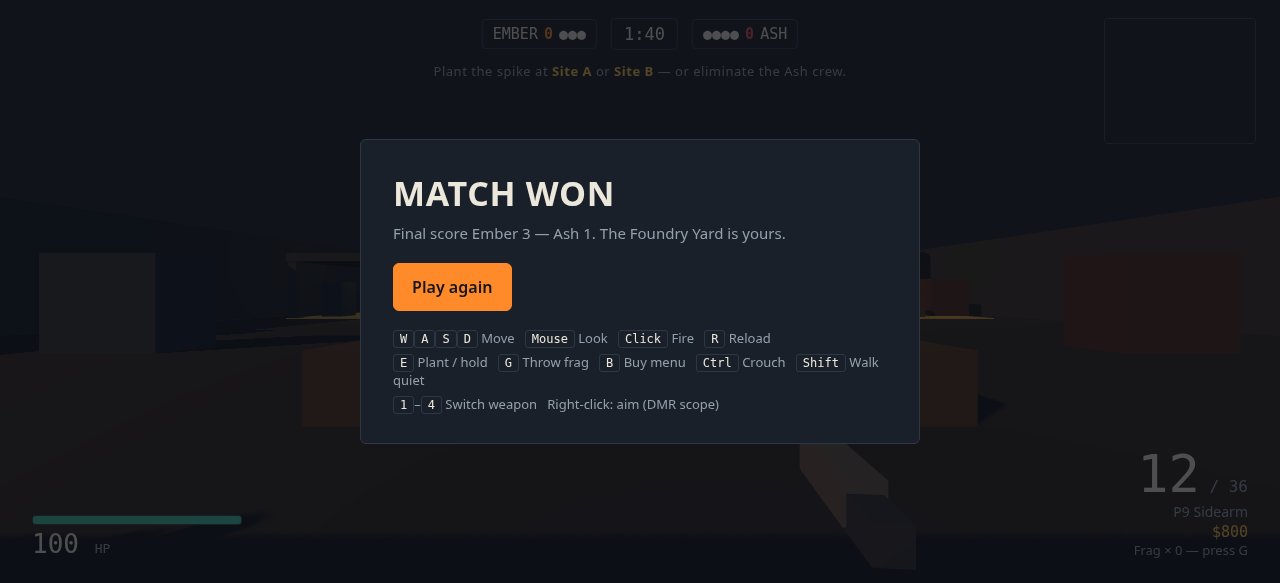 EMBER 0 ●●● 1:40 ●●●● 0 ASH
Plant the spike at Site A or Site B — or eliminate the Ash crew.
MATCH WON
Final score Ember 3 — Ash 1. The Foundry Yard is yours.
Play again
W A S D Move Mouse Look Click Fire R Reload
E Plant / hold G Throw frag B Buy menu Ctrl Crouch Shift Walk
quiet
1–4 Switch weapon Right-click: aim (DMR scope)
12 / 36
P9 Sidearm
$800
Frag × 0 — press G
100 HP